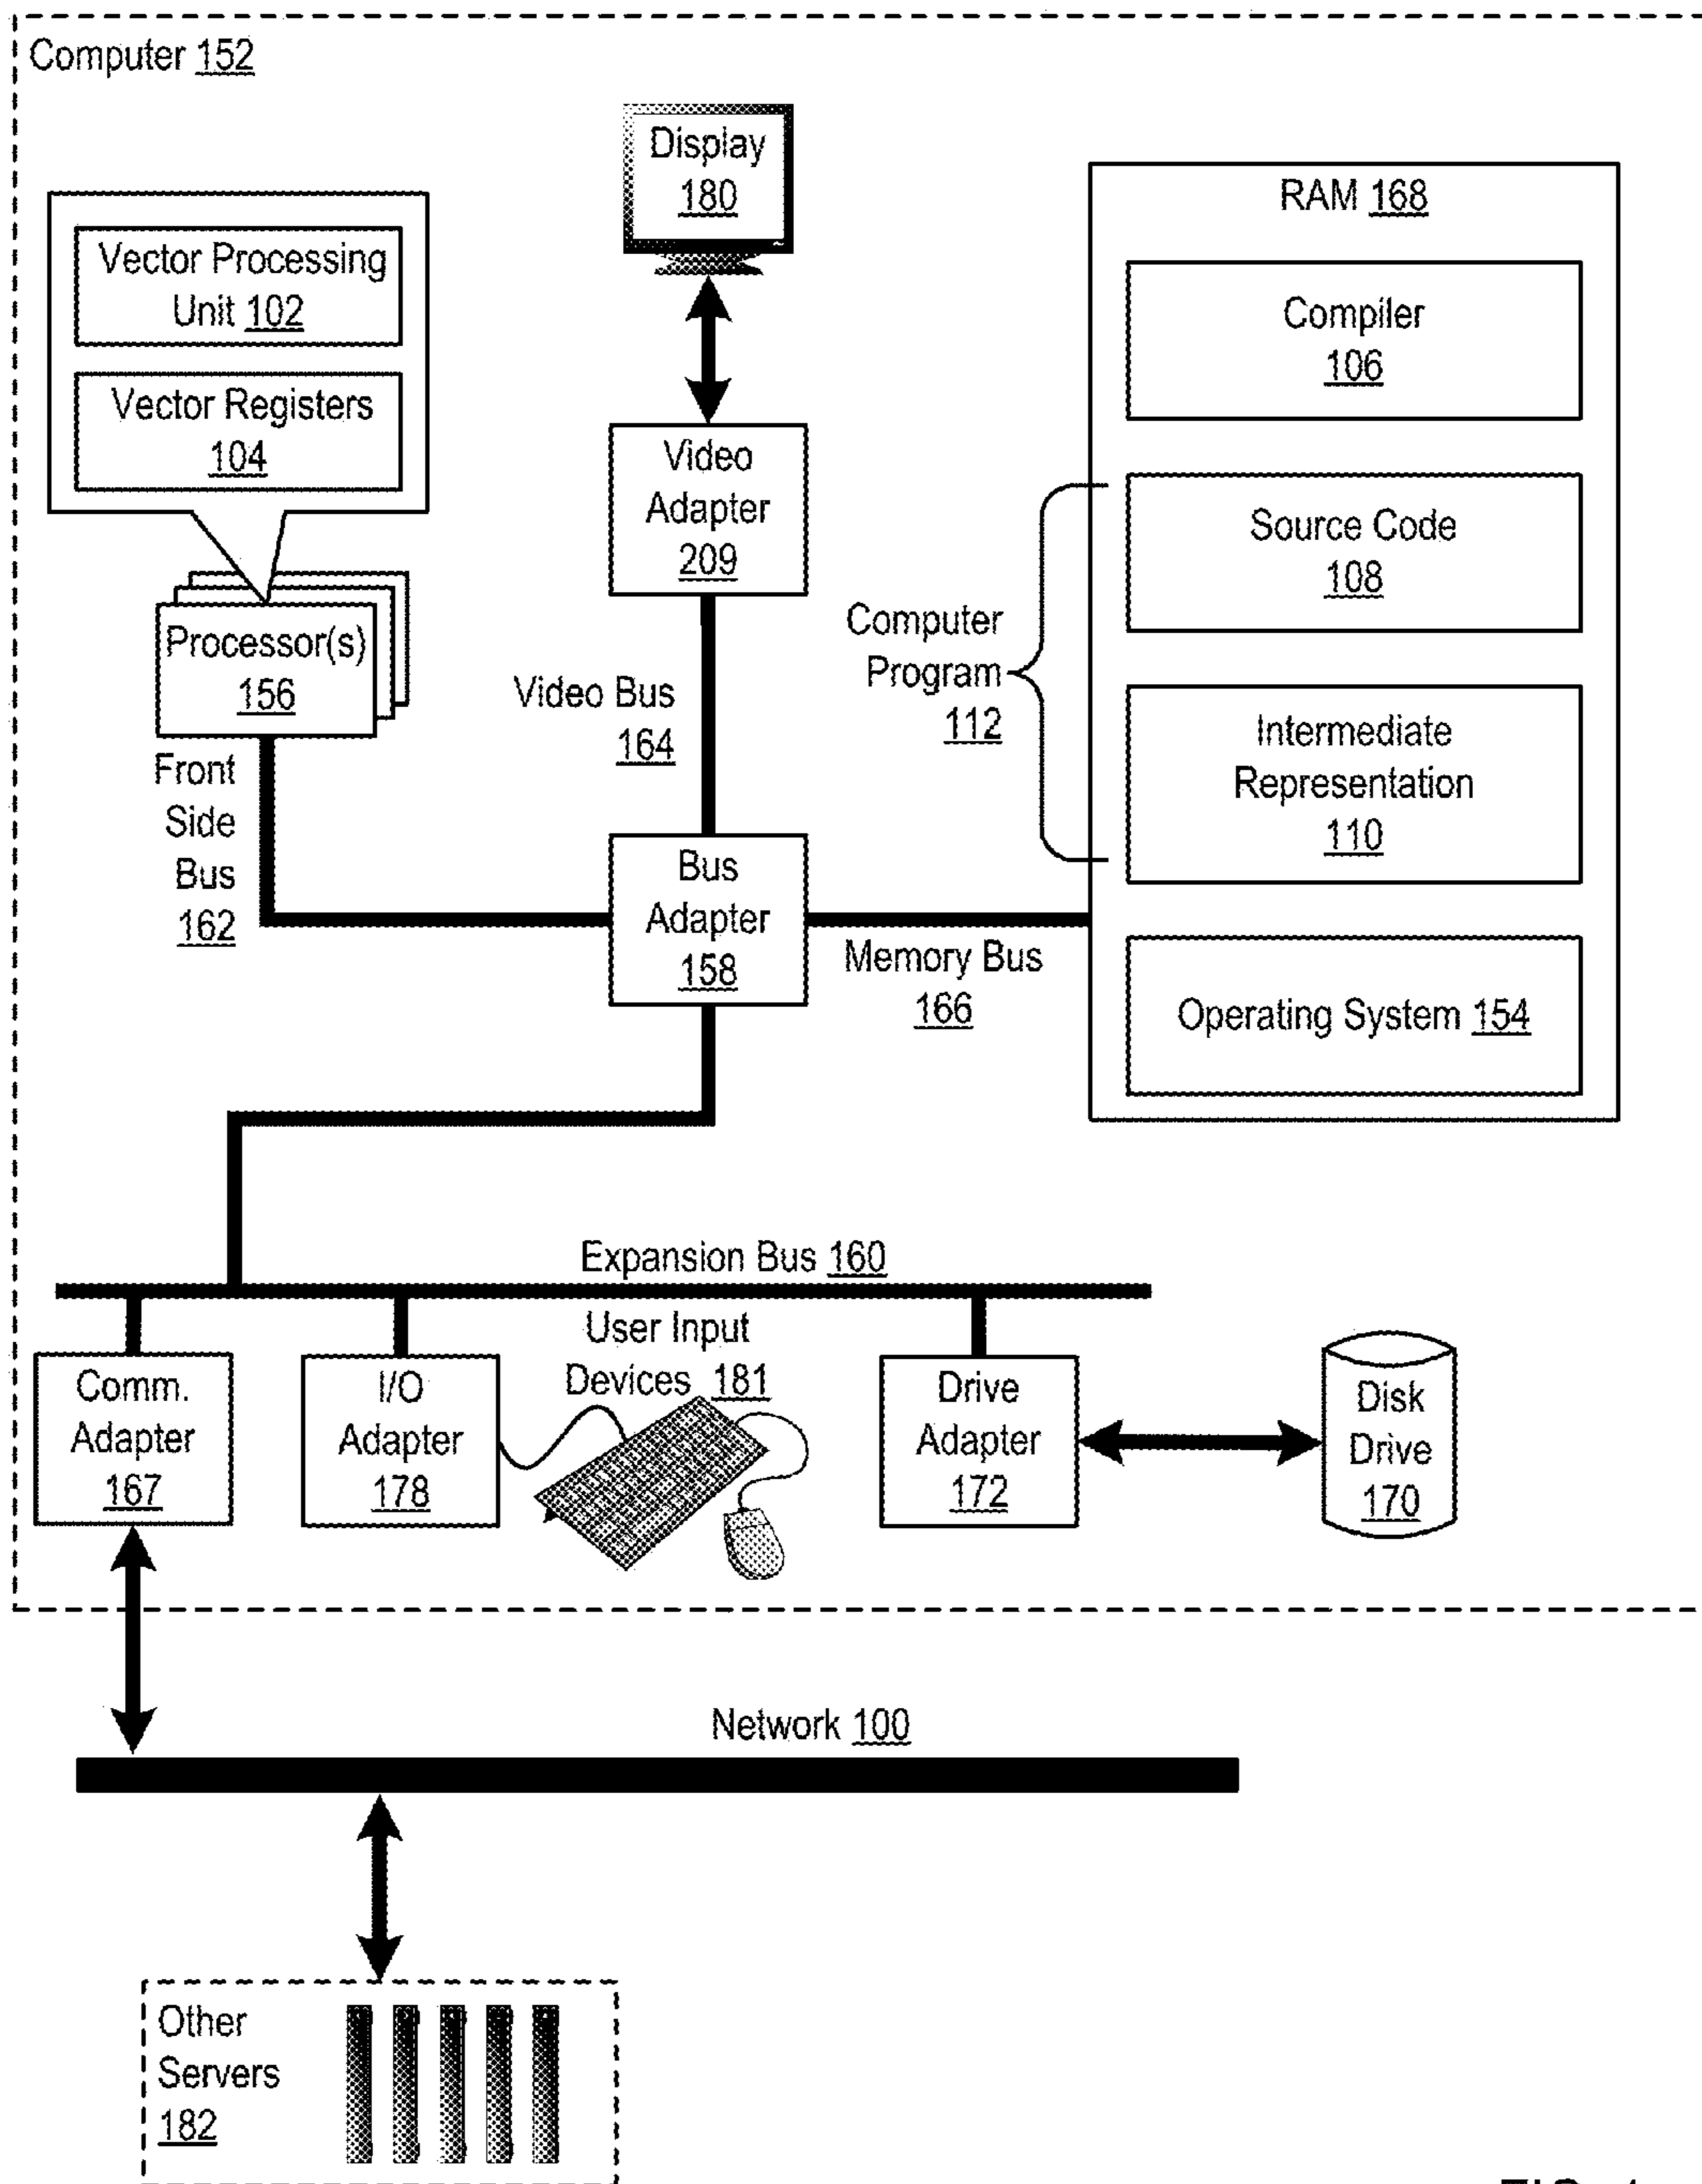 Computer 152
Display
180
RAM 168
Vector Processing
Unit 102
Vector Registers
104
Compiler
106
Video
Adapter
209
Source Code
108
Computer
Program
112
Processor(s)
156
Video Bus
164
Intermediate
Representation
110
Front
Side
Bus
162
Bus
Adapter
158
Memory Bus
166
Operating System 154
Expansion Bus 160
User Input
Devices 181
Comm.
Adapter
167
I/O
Adapter
178
Drive
Adapter
172
Disk
Drive
170
Network 100
Other
Servers
182